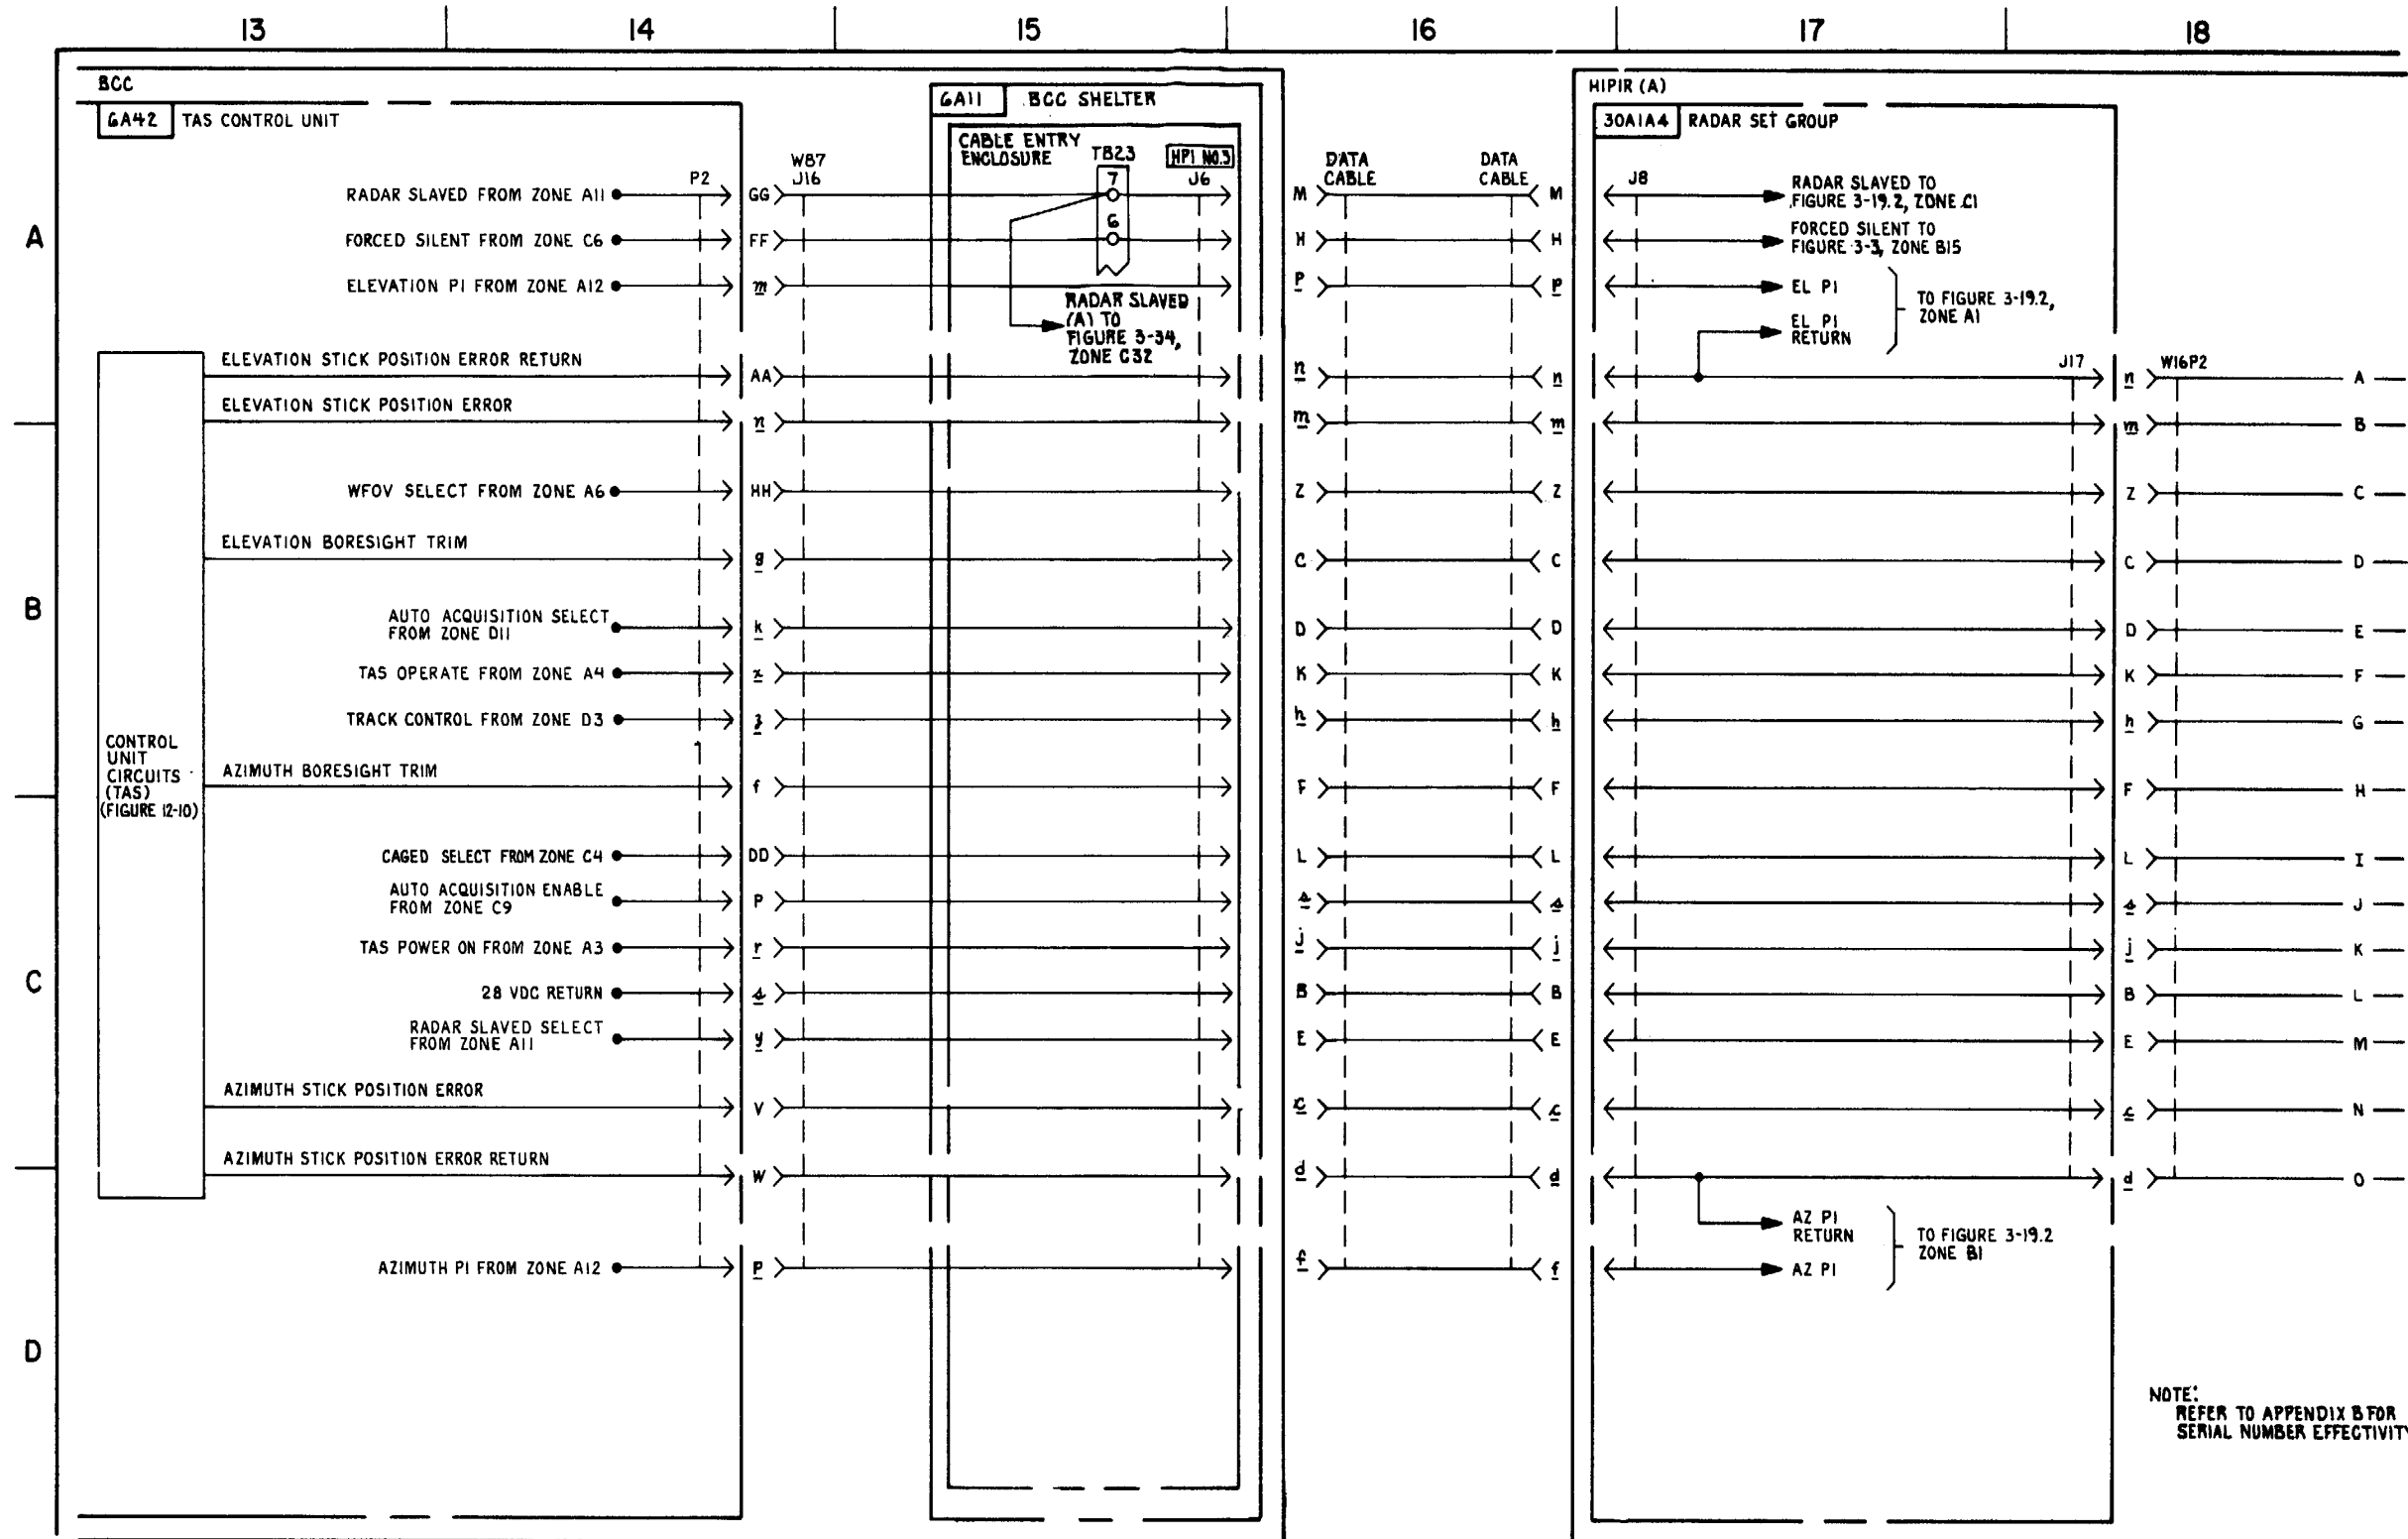 13 14 15 16 17 18
BCC
6A42 TAS CONTROL UNIT
6A11 BCC SHELTER
CABLE ENTRY
ENCLOSURE
TB23
HPI NO.3
HIPIR (A)
30A1A4 RADAR SET GROUP
P2
W87
J16
7
J6
DATA
CABLE
DATA
CABLE
J8
A
RADAR SLAVED FROM ZONE A11 GG M M
RADAR SLAVED TO
FIGURE 3-19.2, ZONE C1
FORCED SILENT FROM ZONE C6 FF 6 H H
FORCED SILENT TO
FIGURE 3-3, ZONE B15
ELEVATION PI FROM ZONE A12 m P P
EL PI
EL PI
RETURN
TO FIGURE 3-19.2,
ZONE A1
RADAR SLAVED
(A) TO
FIGURE 3-34,
ZONE C32
J17 W16P2
ELEVATION STICK POSITION ERROR RETURN AA n n n A
ELEVATION STICK POSITION ERROR n m m m B
WFOV SELECT FROM ZONE A6 HH Z Z Z C
ELEVATION BORESIGHT TRIM g C C C D
B
AUTO ACQUISITION SELECT
FROM ZONE D11 k D D D E
TAS OPERATE FROM ZONE A4 x K K K F
TRACK CONTROL FROM ZONE D3 z h h h G
CONTROL
UNIT
CIRCUITS
(TAS)
(FIGURE 12-10)
AZIMUTH BORESIGHT TRIM f F F F H
CAGED SELECT FROM ZONE C4 DD L L L I
AUTO ACQUISITION ENABLE
FROM ZONE C9 P s s s J
TAS POWER ON FROM ZONE A3 r j j j K
C
28 VDC RETURN s B B B L
RADAR SLAVED SELECT
FROM ZONE A11 y E E E M
AZIMUTH STICK POSITION ERROR V c c c N
AZIMUTH STICK POSITION ERROR RETURN W d d d O
AZ PI
RETURN
AZ PI
TO FIGURE 3-19.2
ZONE B1
AZIMUTH PI FROM ZONE A12 P f f
D
NOTE:
REFER TO APPENDIX B FOR
SERIAL NUMBER EFFECTIVITY